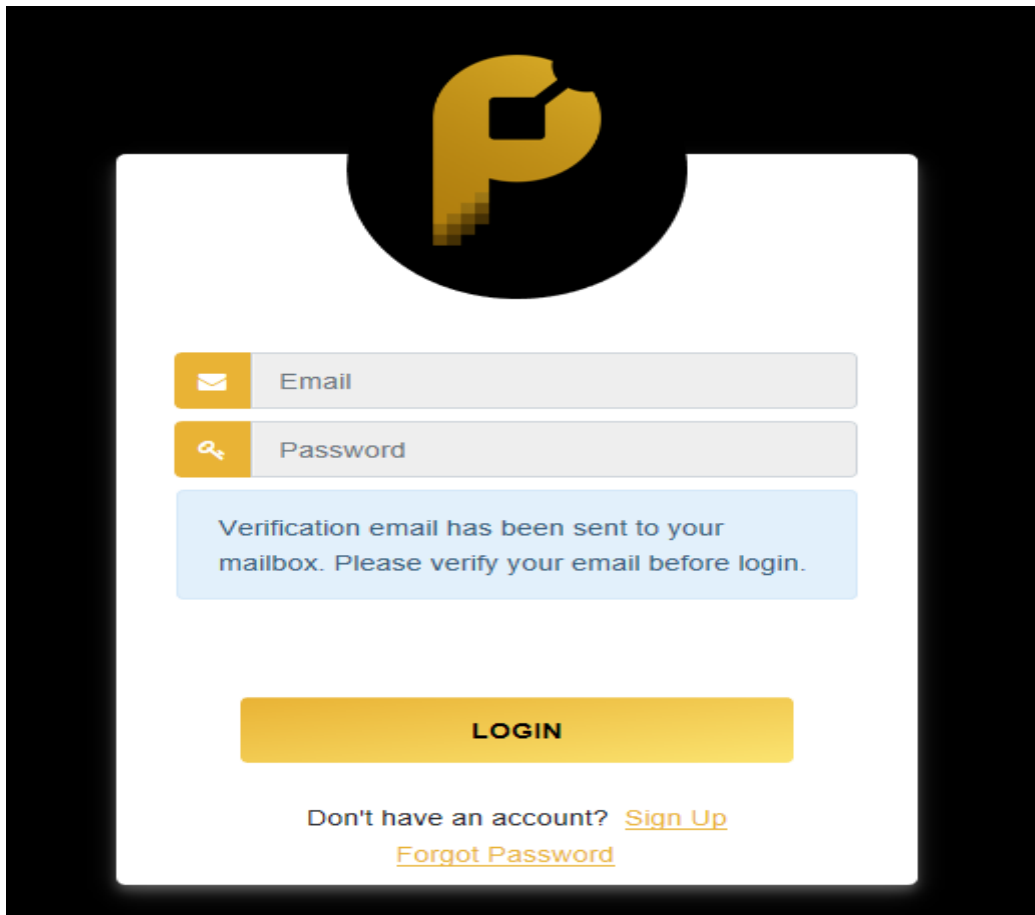 Email
Password
Verification email has been sent to your
mailbox. Please verify your email before login.
LOGIN
Don't have an account? Sign Up
Forgot Password